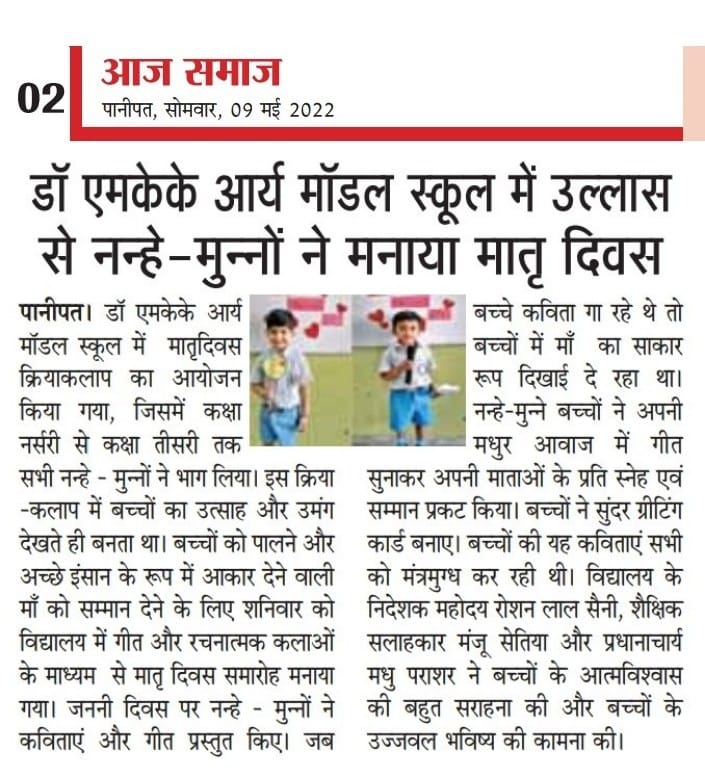 02
आज समाज
पानीपत, सोमवार, 09 मई 2022
डॉ एमकेके आर्य मॉडल स्कूल में उल्लास
से नन्हे-मुन्नों ने मनाया मातृ दिवस
पानीपत। डॉ एमकेके आर्य
मॉडल स्कूल में मातृदिवस
क्रियाकलाप का आयोजन
किया गया, जिसमें कक्षा
नर्सरी से कक्षा तीसरी तक
सभी नन्हे - मुन्नों ने भाग लिया। इस क्रिया
-कलाप में बच्चों का उत्साह और उमंग
देखते ही बनता था। बच्चों को पालने और
अच्छे इंसान के रूप में आकार देने वाली
माँ को सम्मान देने के लिए शनिवार को
विद्यालय में गीत और रचनात्मक कलाओं
के माध्यम से मातृ दिवस समारोह मनाया
गया। जननी दिवस पर नन्हे - मुन्नों ने
कविताएं और गीत प्रस्तुत किए। जब
बच्चे कविता गा रहे थे तो
बच्चों में माँ का साकार
रूप दिखाई दे रहा था।
नन्हे-मुन्ने बच्चों ने अपनी
मधुर आवाज में गीत
सुनाकर अपनी माताओं के प्रति स्नेह एवं
सम्मान प्रकट किया। बच्चों ने सुंदर ग्रीटिंग
कार्ड बनाए। बच्चों की यह कविताएं सभी
को मंत्रमुग्ध कर रही थी। विद्यालय के
निदेशक महोदय रोशन लाल सैनी, शैक्षिक
सलाहकार मंजू सेतिया और प्रधानाचार्य
मधु पराशर ने बच्चों के आत्मविश्वास
की बहुत सराहना की और बच्चों के
उज्जवल भविष्य की कामना की।